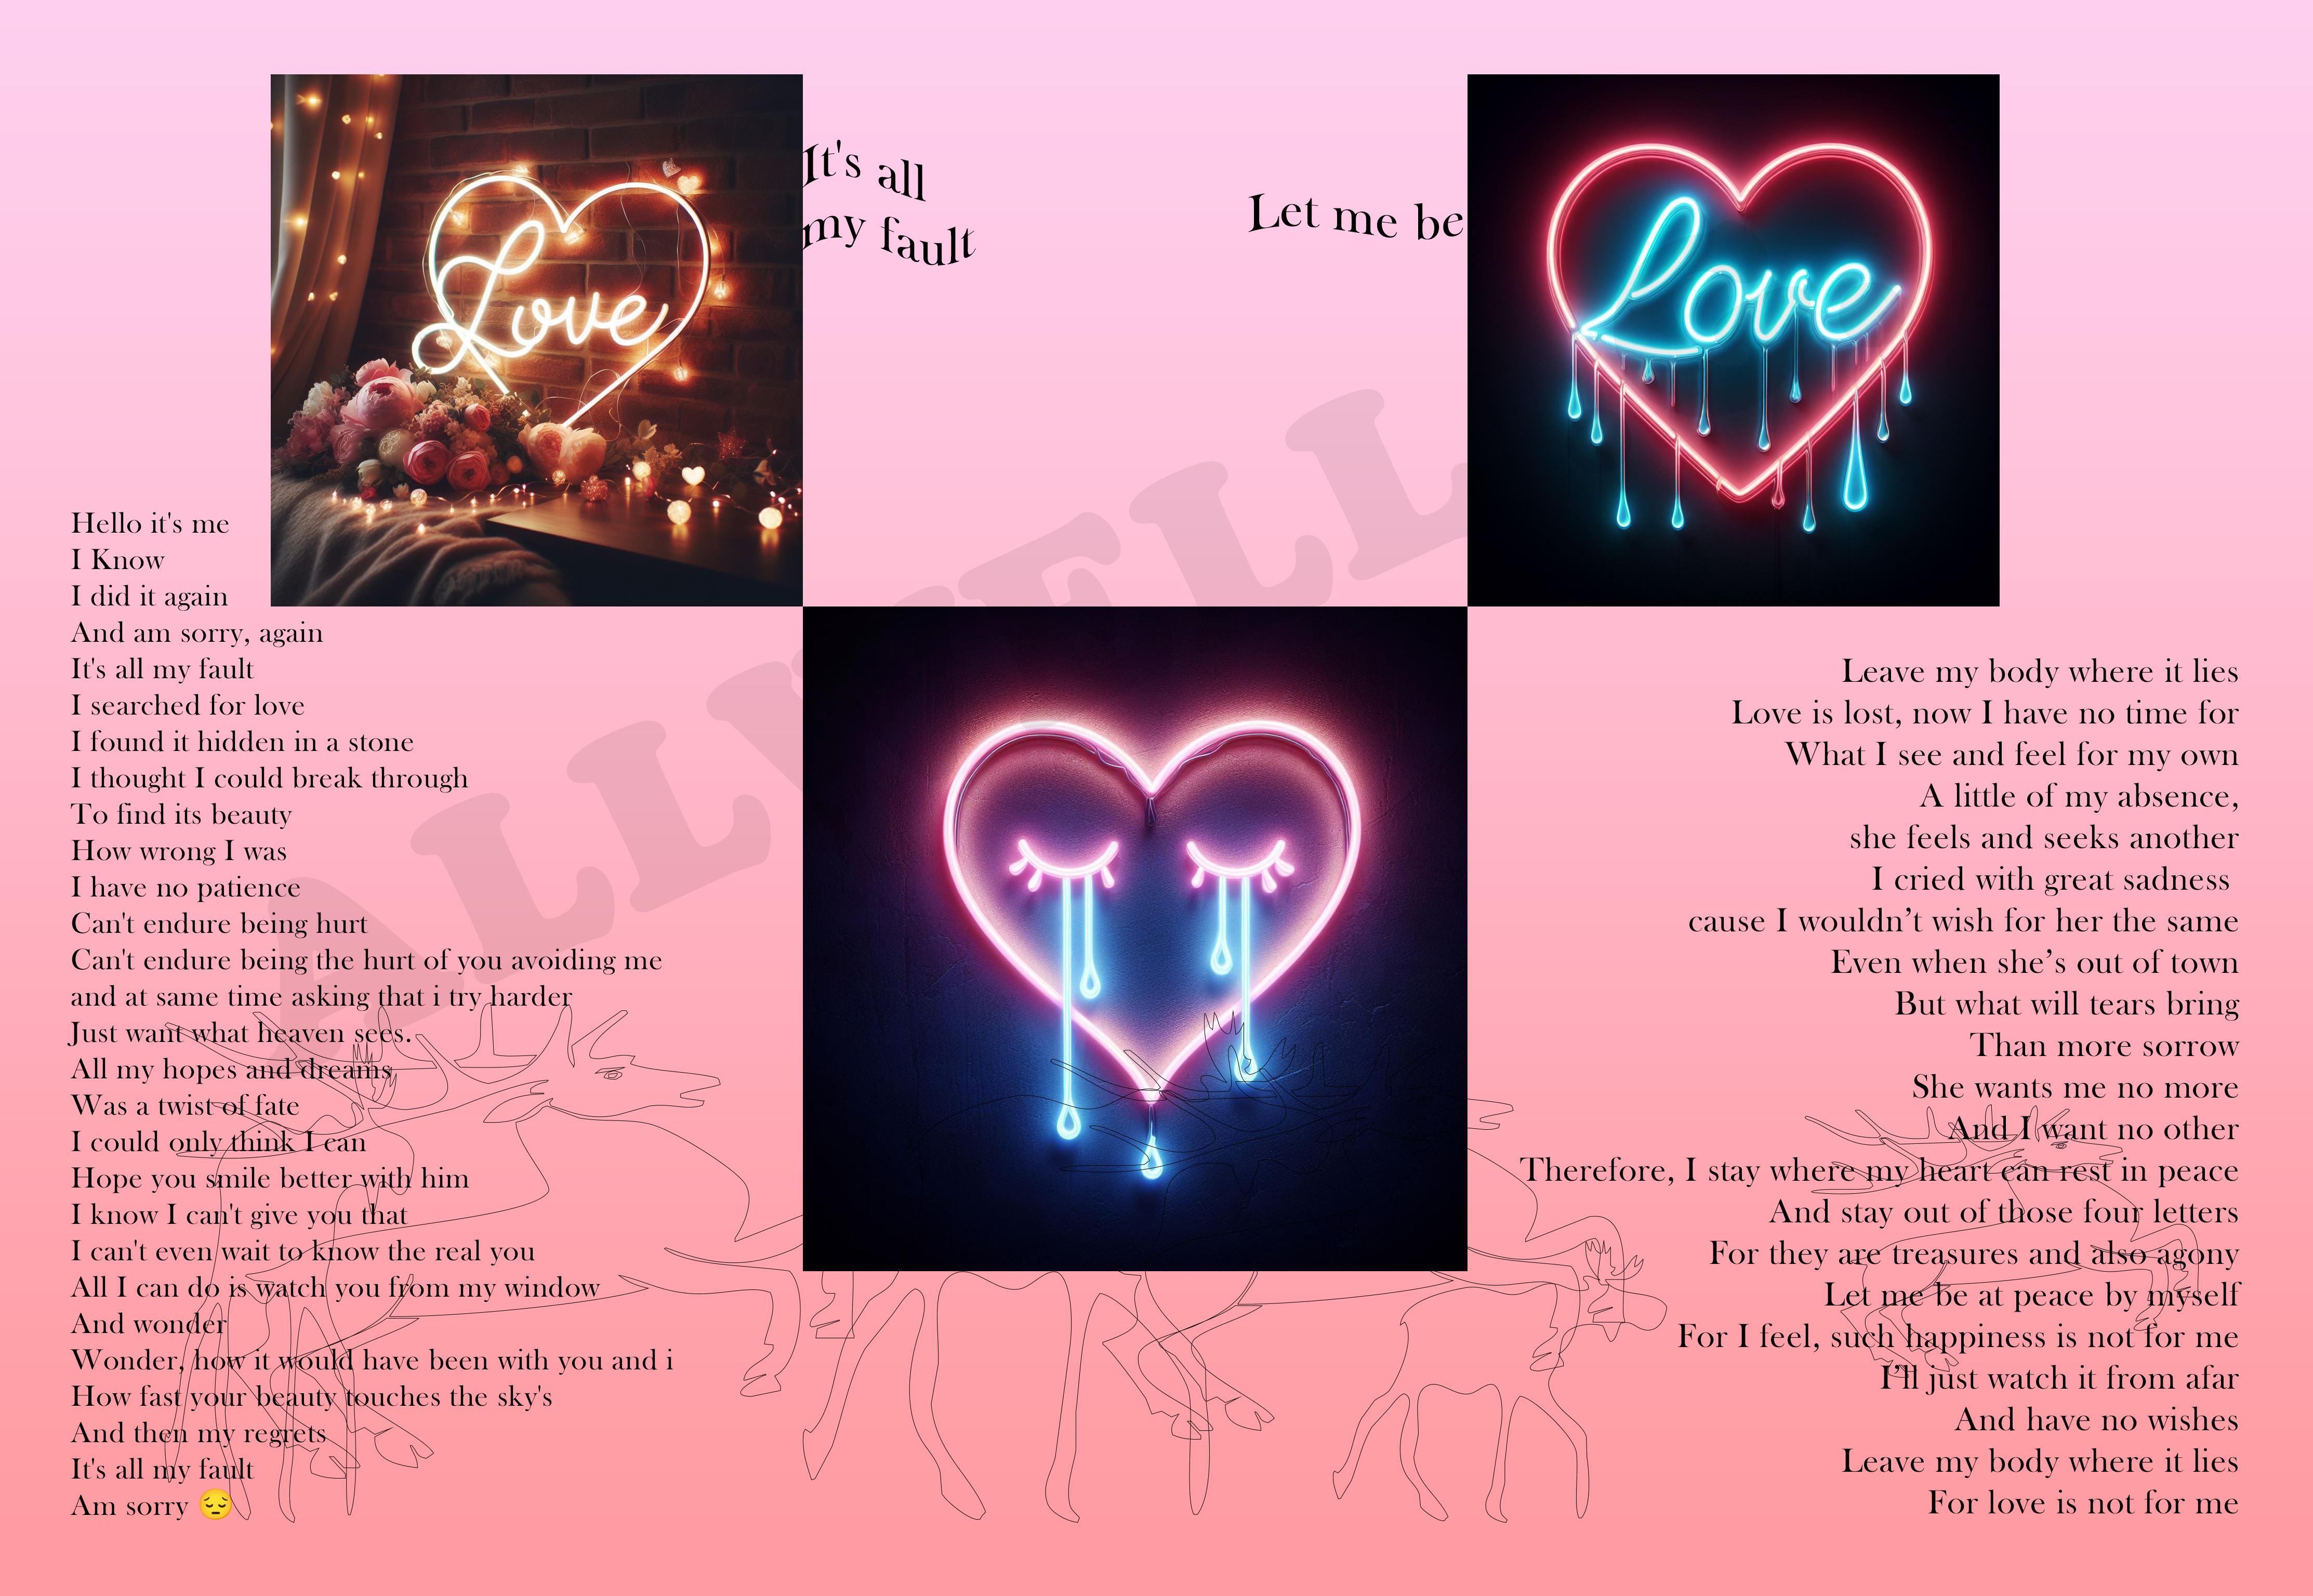 It's all
my fault
Let me be
Love
Love
ALLWELL
Hello it's me
I Know
I did it again
And am sorry, again
It's all my fault
I searched for love
I found it hidden in a stone
I thought I could break through
To find its beauty
How wrong I was
I have no patience
Can't endure being hurt
Can't endure being the hurt of you avoiding me
and at same time asking that i try harder
Just want what heaven sees.
All my hopes and dreams
Was a twist of fate
I could only think I can
Hope you smile better with him
I know I can't give you that
I can't even wait to know the real you
All I can do is watch you from my window
And wonder
Wonder, how it would have been with you and i
How fast your beauty touches the sky's
And then my regrets
It's all my fault
Am sorry 😔
Leave my body where it lies
Love is lost, now I have no time for
What I see and feel for my own
A little of my absence,
she feels and seeks another
I cried with great sadness
cause I wouldn’t wish for her the same
Even when she’s out of town
But what will tears bring
Than more sorrow
She wants me no more
And I want no other
Therefore, I stay where my heart can rest in peace
And stay out of those four letters
For they are treasures and also agony
Let me be at peace by myself
For I feel, such happiness is not for me
I’ll just watch it from afar
And have no wishes
Leave my body where it lies
For love is not for me